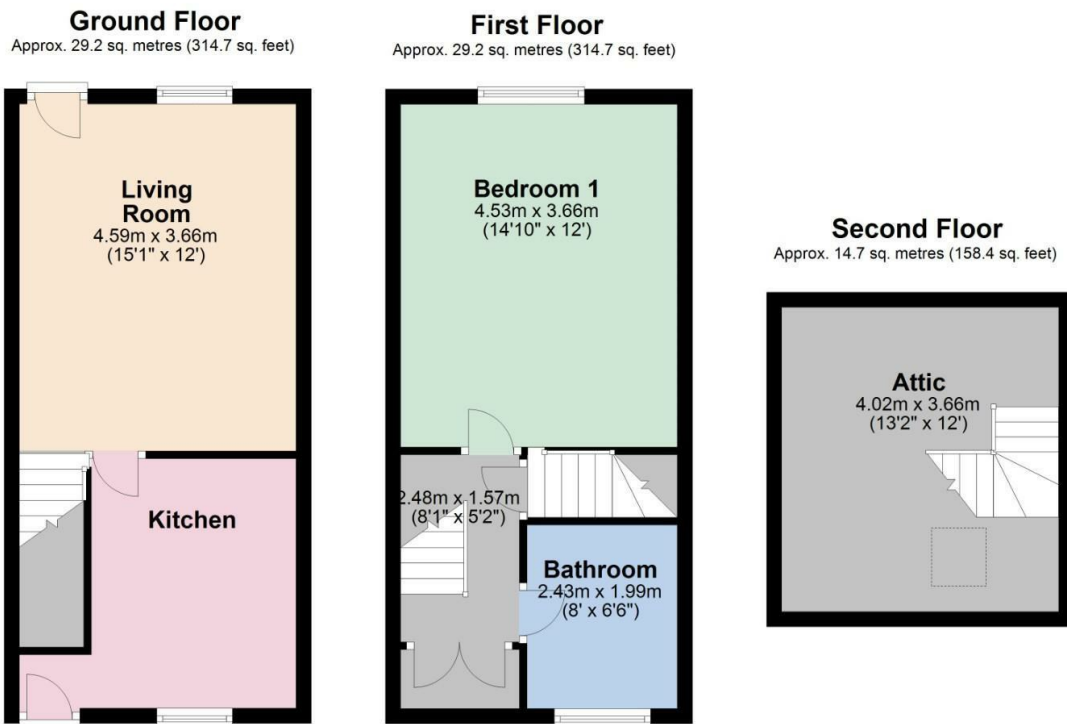 Ground Floor
Approx. 29.2 sq. metres (314.7 sq. feet)
Living
Room
4.59m x 3.66m
(15'1" x 12')
Kitchen
First Floor
Approx. 29.2 sq. metres (314.7 sq. feet)
Bedroom 1
4.53m x 3.66m
(14'10" x 12')
2.48m x 1.57m
(8'1" x 5'2")
Bathroom
2.43m x 1.99m
(8' x 6'6")
Second Floor
Approx. 14.7 sq. metres (158.4 sq. feet)
Attic
4.02m x 3.66m
(13'2" x 12')